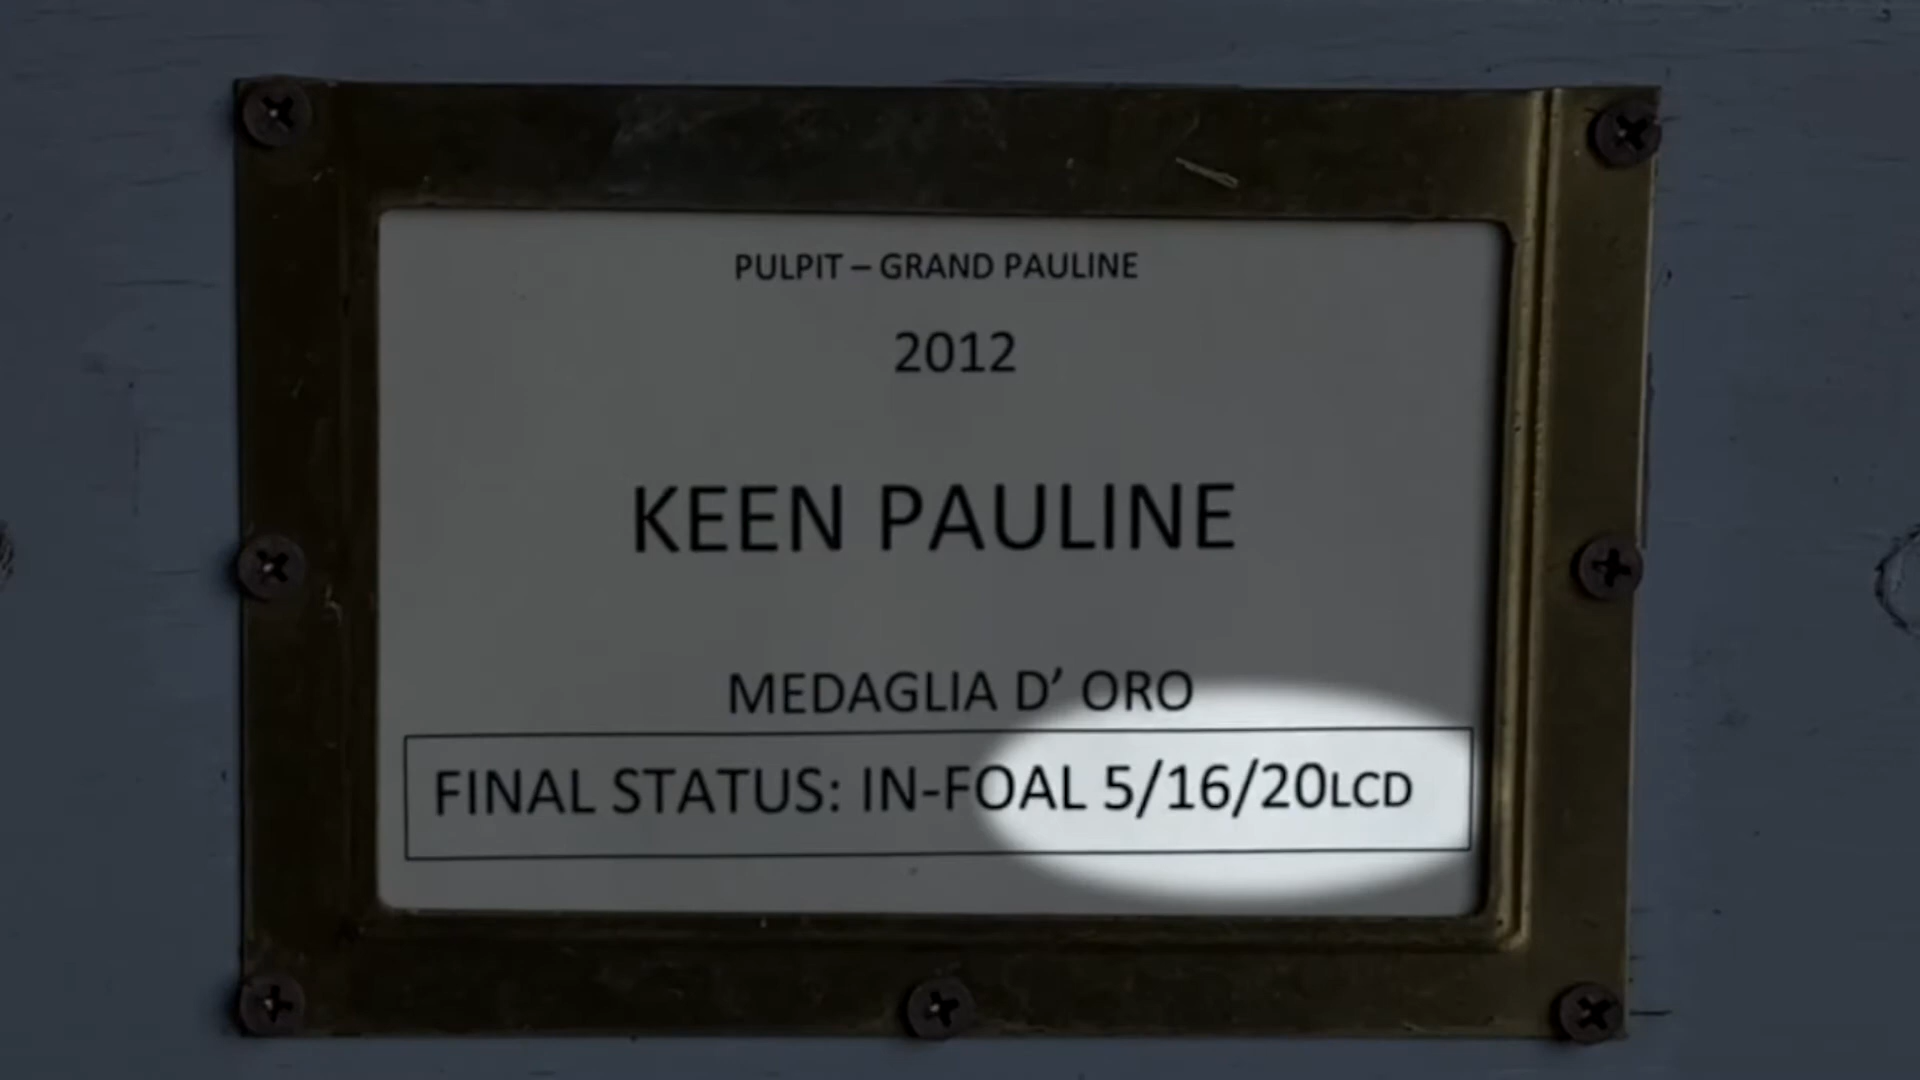 PULPIT – GRAND PAULINE
2012
KEEN PAULINE
MEDAGLIA D’ ORO
FINAL STATUS: IN-FOAL 5/16/20LCD